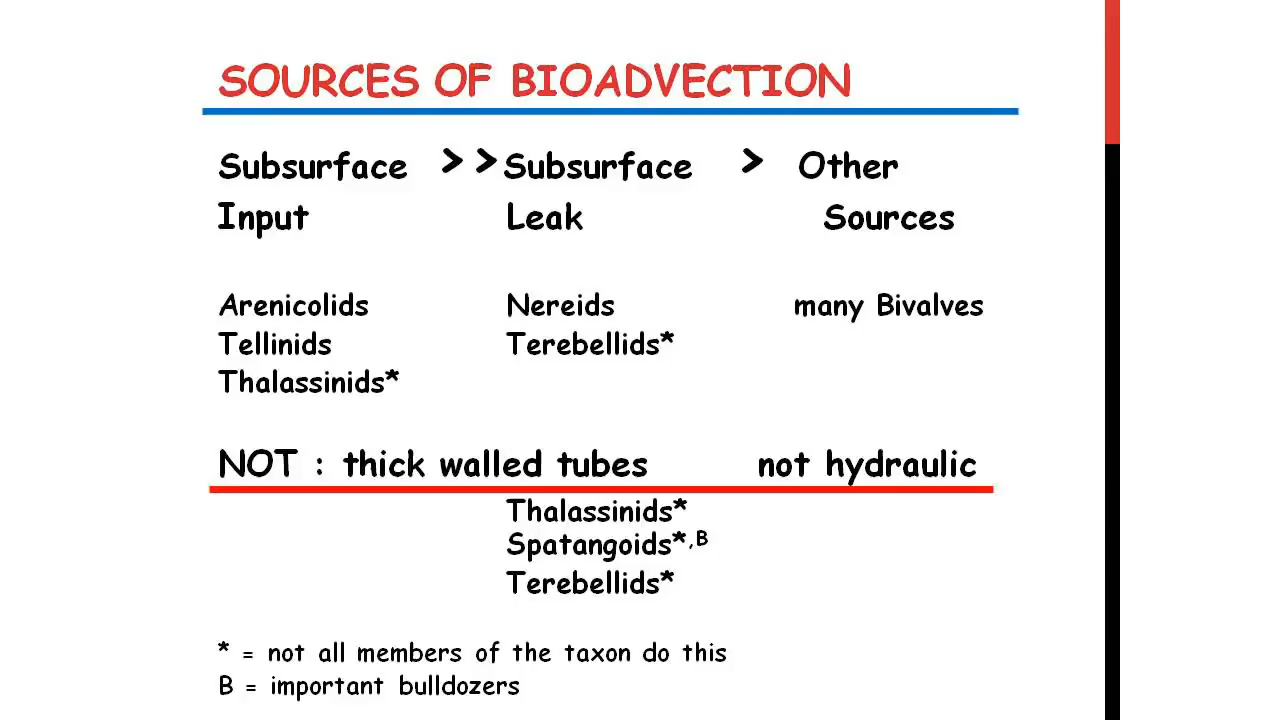 SOURCES OF BIOADVECTION
Subsurface >> Subsurface > Other
Input Leak Sources
Arenicolids Nereids many Bivalves
Tellinids Terebellids*
Thalassinids*
NOT : thick walled tubes not hydraulic
Thalassinids*
Spatangoids*,B
Terebellids*
* = not all members of the taxon do this
B = important bulldozers